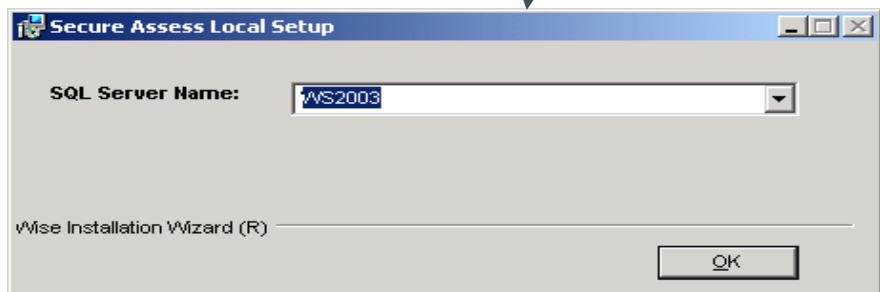 Secure Assess Local Setup
SQL Server Name: WS2003
Wise Installation Wizard (R)
OK